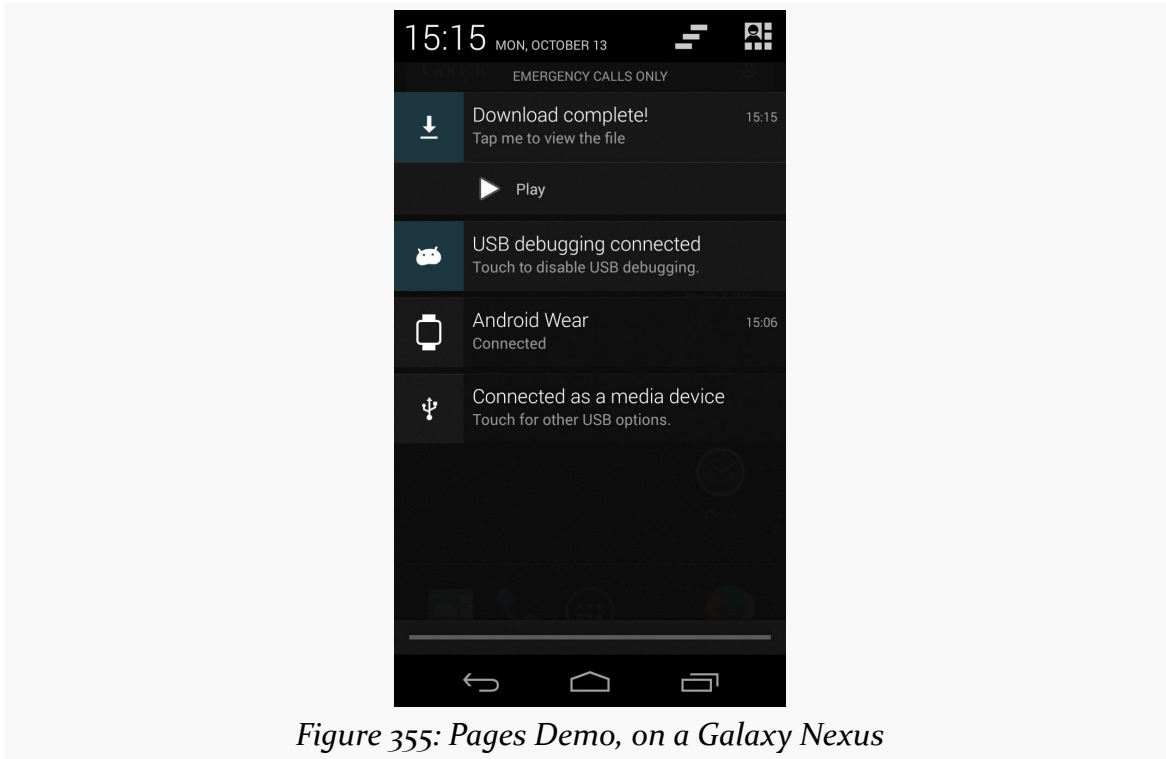 15:15 MON, OCTOBER 13
EMERGENCY CALLS ONLY
Download complete! 15:15
Tap me to view the file
Play
USB debugging connected
Touch to disable USB debugging.
Android Wear 15:06
Connected
Connected as a media device
Touch for other USB options.
Clock
Figure 355: Pages Demo, on a Galaxy Nexus